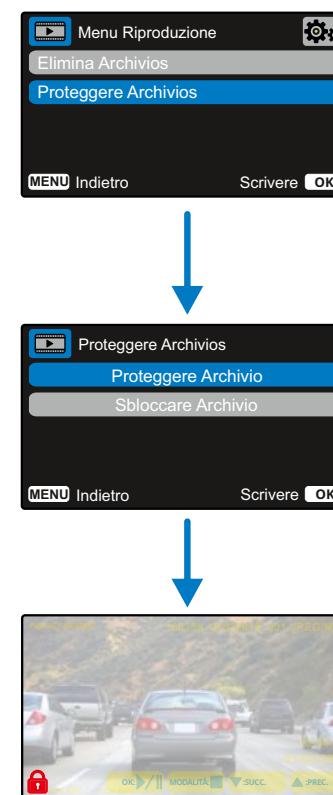 Menu Riproduzione
Elimina Archivios
Proteggere Archivios
MENU Indietro Scrivere OK
Proteggere Archivios
Proteggere Archivio
Sbloccare Archivio
MENU Indietro Scrivere OK
OK: / MODALITÀ: :SUCC. :PREC.